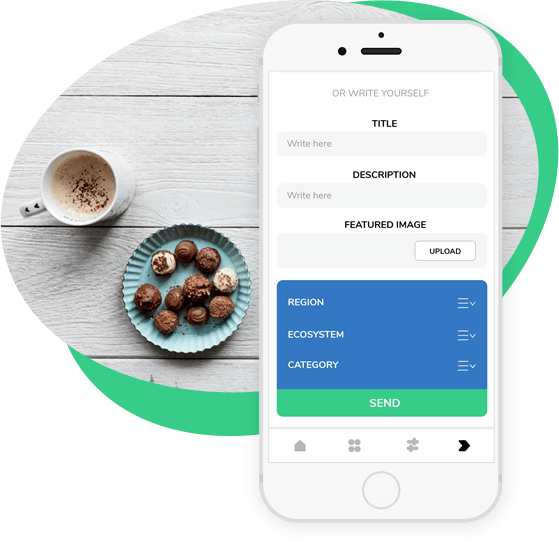 OR WRITE YOURSELF
TITLE
Write here
DESCRIPTION
Write here
FEATURED IMAGE
UPLOAD
REGION
ECOSYSTEM
CATEGORY
SEND